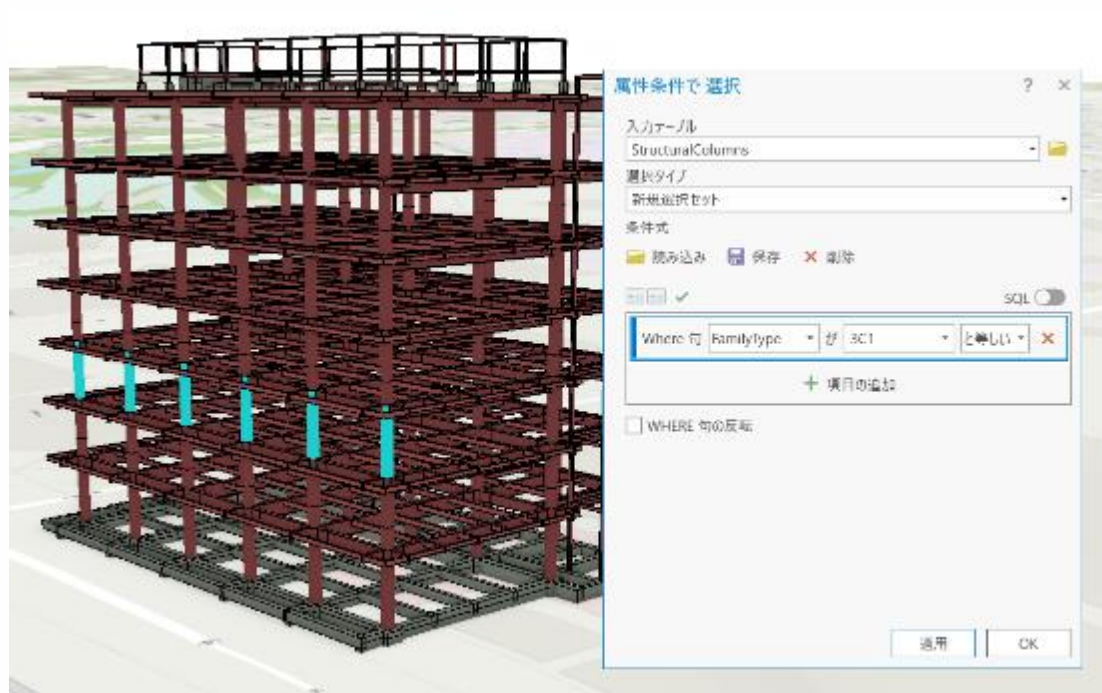 属性条件で選択 ? ×
入力テーブル
StructuralColumns
選択タイプ
新規選択セット
条件式
読み込み 保存 削除
SQL
Where 句 FamilyType が 3C1 と等しい
項目の追加
WHERE 句の反転
適用 OK